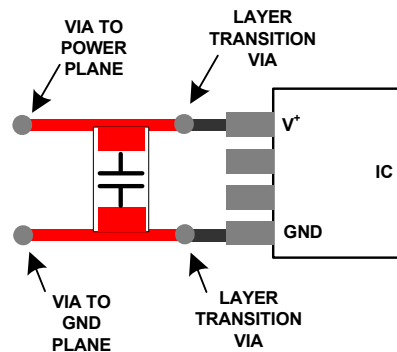 VIA TO
POWER
PLANE
LAYER
TRANSITION
VIA
V+
IC
GND
VIA TO
GND
PLANE
LAYER
TRANSITION
VIA